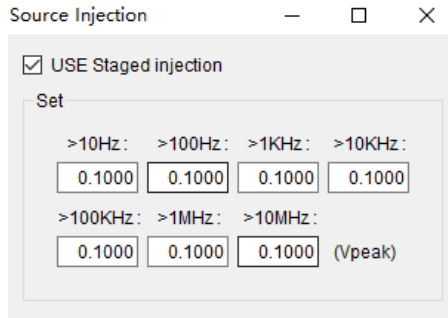 Source Injection
USE Staged injection
Set
>10Hz: >100Hz: >1KHz: >10KHz:
0.1000 0.1000 0.1000 0.1000
>100KHz: >1MHz: >10MHz:
0.1000 0.1000 0.1000 (Vpeak)